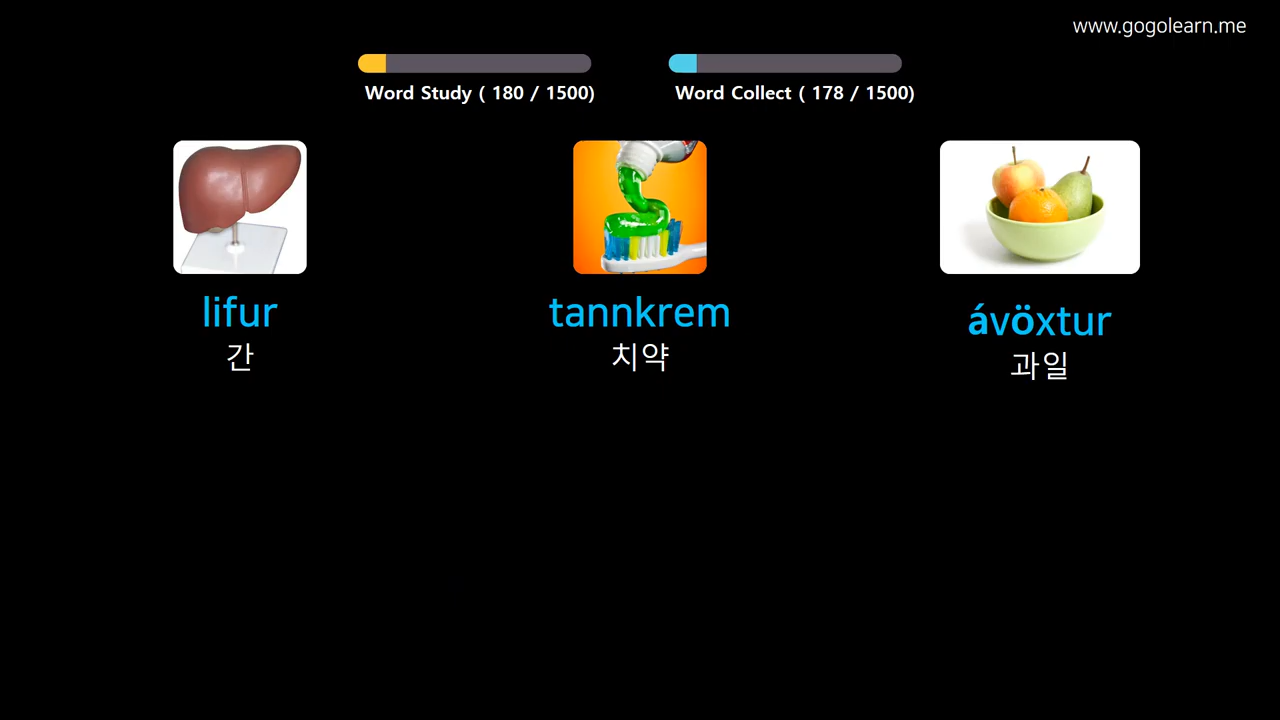 www.gogolearn.me
Word Study ( 180 / 1500)
Word Collect ( 178 / 1500)
lifur
간
tannkrem
치약
ávöxtur
과일